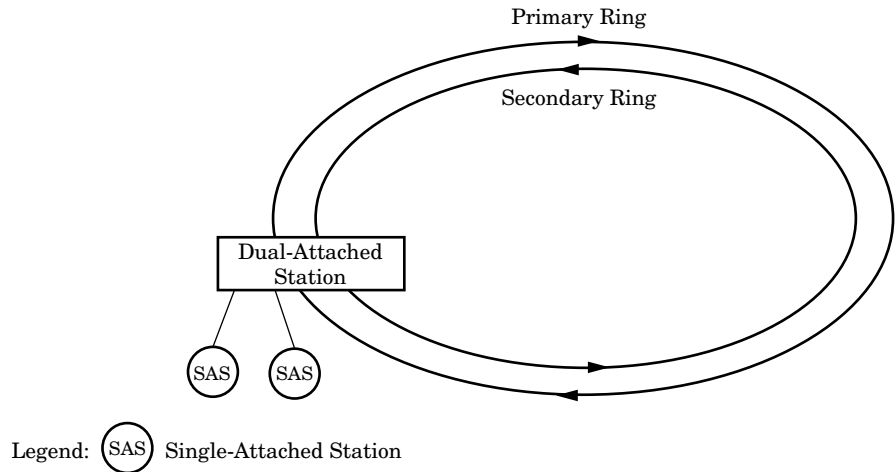 Primary Ring
Secondary Ring
Dual-Attached
Station
SAS
SAS
Legend: SAS Single-Attached Station